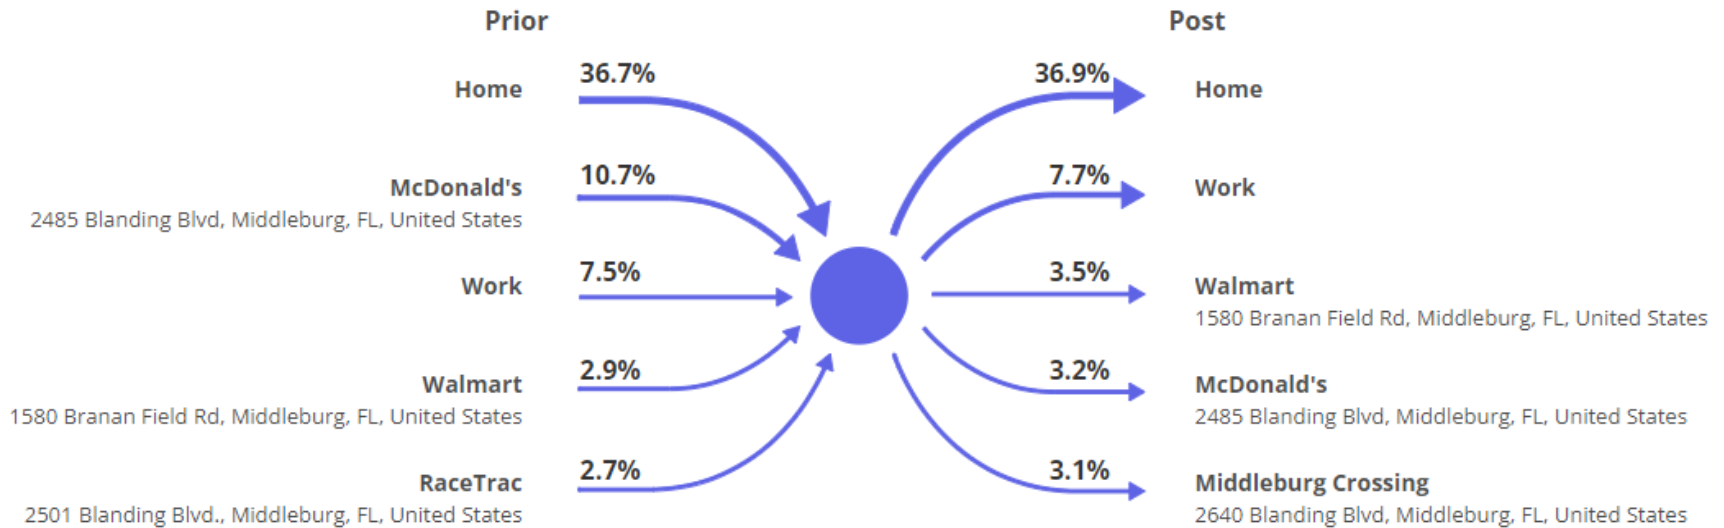 Prior
Post
36.7%
Home
10.7%
McDonald's
2485 Blanding Blvd, Middleburg, FL, United States
7.5%
Work
2.9%
Walmart
1580 Branan Field Rd, Middleburg, FL, United States
2.7%
RaceTrac
2501 Blanding Blvd., Middleburg, FL, United States
36.9%
Home
7.7%
Work
3.5%
Walmart
1580 Branan Field Rd, Middleburg, FL, United States
3.2%
McDonald's
2485 Blanding Blvd, Middleburg, FL, United States
3.1%
Middleburg Crossing
2640 Blanding Blvd, Middleburg, FL, United States